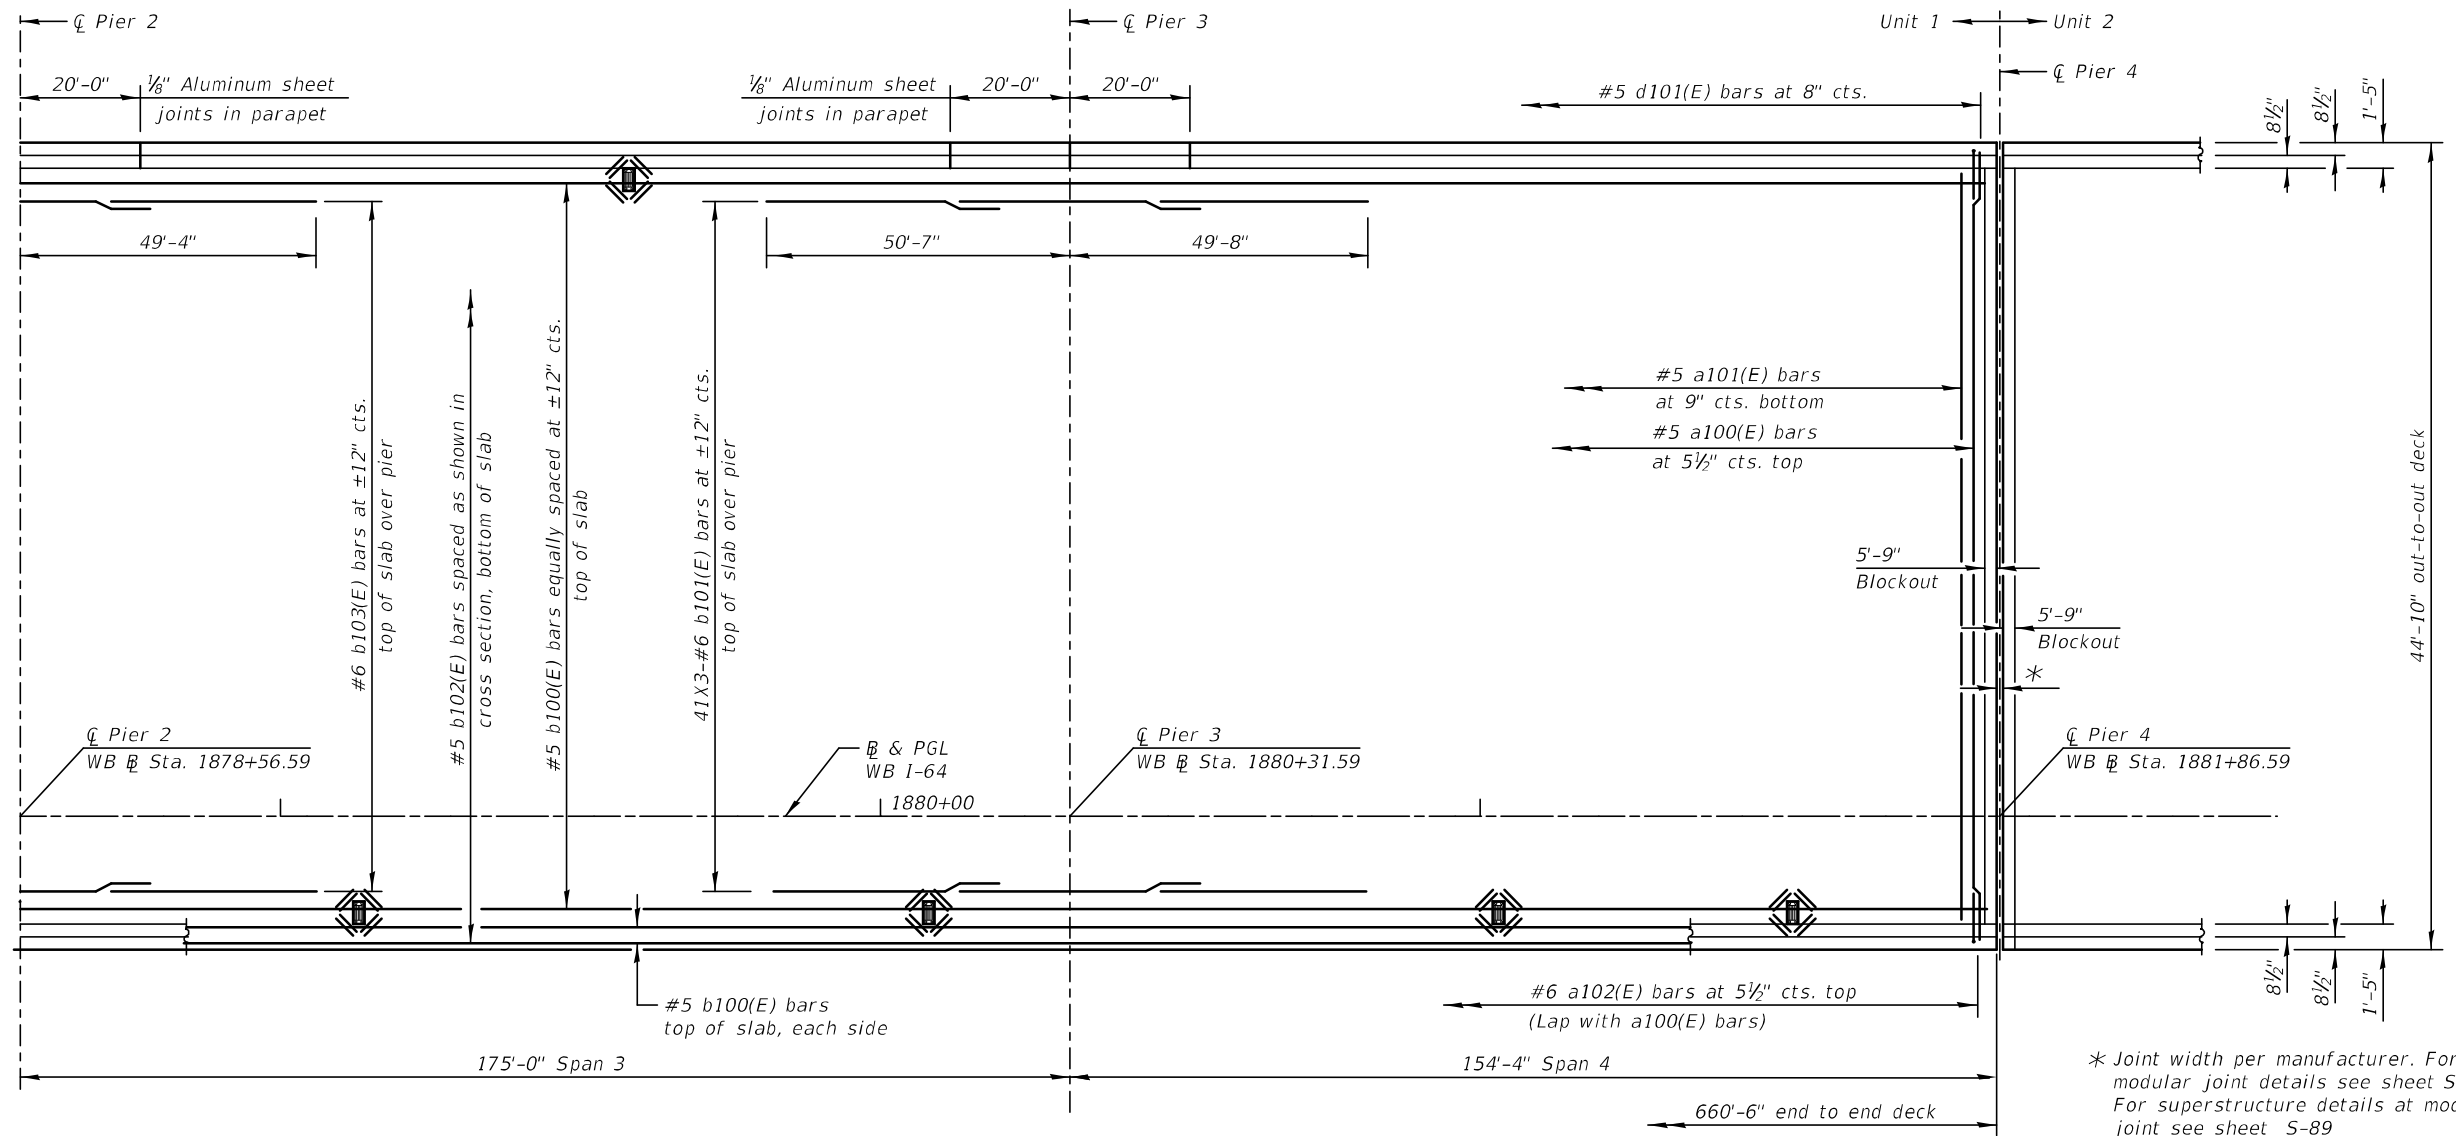 ℄ Pier 2
℄ Pier 3
Unit 1
Unit 2
℄ Pier 4
20'-0"
⅛" Aluminum sheet
joints in parapet
⅛" Aluminum sheet
joints in parapet
20'-0"
20'-0"
#5 d101(E) bars at 8" cts.
8½"
8½"
1'-5"
49'-4"
50'-7"
49'-8"
#6 b103(E) bars at ±12" cts.
top of slab over pier
#5 b102(E) bars spaced as shown in
cross section, bottom of slab
#5 b100(E) bars equally spaced at ±12" cts.
top of slab
41X3-#6 b101(E) bars at ±12" cts.
top of slab over pier
#5 a101(E) bars
at 9" cts. bottom
#5 a100(E) bars
at 5½" cts. top
5'-9"
Blockout
5'-9"
Blockout
*
44'-10" out-to-out deck
℄ Pier 2
WB B̲L Sta. 1878+56.59
BL & PGL
WB I-64
1880+00
℄ Pier 3
WB BL Sta. 1880+31.59
℄ Pier 4
WB BL Sta. 1881+86.59
#5 b100(E) bars
top of slab, each side
#6 a102(E) bars at 5½" cts. top
(Lap with a100(E) bars)
8½"
8½"
1'-5"
175'-0" Span 3
154'-4" Span 4
660'-6" end to end deck
* Joint width per manufacturer. For
modular joint details see sheet S
For superstructure details at mod
joint see sheet S-89